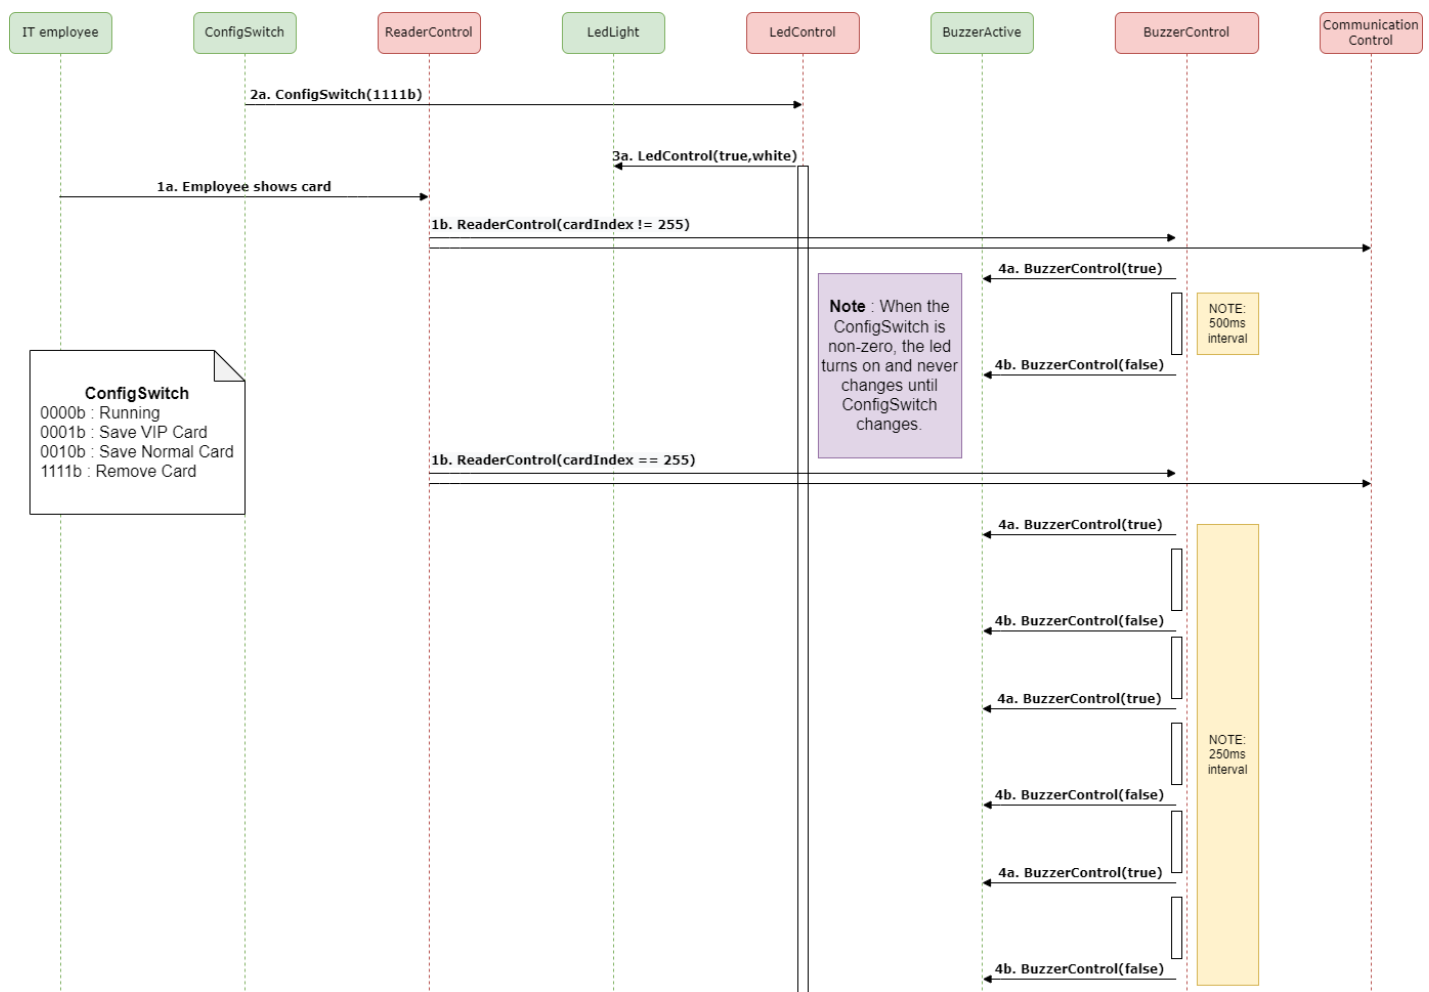 IT employee
ConfigSwitch
ReaderControl
LedLight
LedControl
BuzzerActive
BuzzerControl
Communication
Control
2a. ConfigSwitch(1111b)
3a. LedControl(true,white)
1a. Employee shows card
1b. ReaderControl(cardIndex != 255)
4a. BuzzerControl(true)
Note : When the
ConfigSwitch is
non-zero, the led
turns on and never
changes until
ConfigSwitch
changes.
NOTE:
500ms
interval
4b. BuzzerControl(false)
ConfigSwitch
0000b : Running
0001b : Save VIP Card
0010b : Save Normal Card
1111b : Remove Card
1b. ReaderControl(cardIndex == 255)
4a. BuzzerControl(true)
4b. BuzzerControl(false)
4a. BuzzerControl(true)
NOTE:
250ms
interval
4b. BuzzerControl(false)
4a. BuzzerControl(true)
4b. BuzzerControl(false)